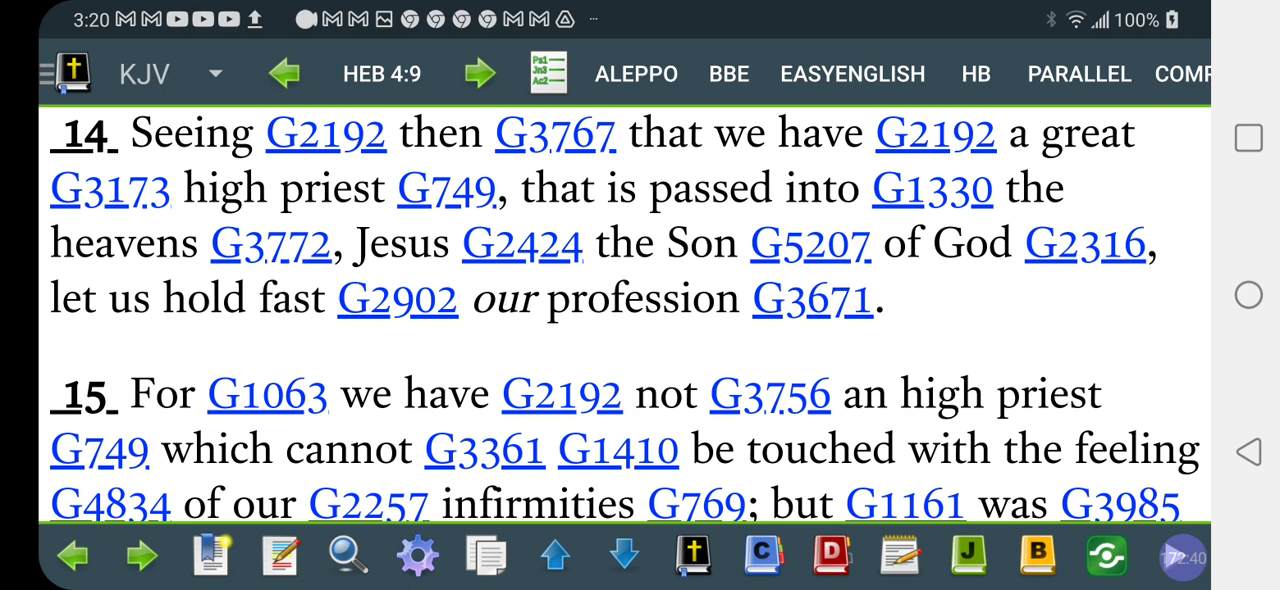 3:20 100%
KJV HEB 4:9 ALEPPO BBE EASYENGLISH HB PARALLEL COMP
Ps1
Jn3
Ac2
14 Seeing G2192 then G3767 that we have G2192 a great
G3173 high priest G749, that is passed into G1330 the
heavens G3772, Jesus G2424 the Son G5207 of God G2316,
let us hold fast G2902 our profession G3671.
15 For G1063 we have G2192 not G3756 an high priest
G749 which cannot G3361 G1410 be touched with the feeling
G4834 of our G2257 infirmities G769; but G1161 was G3985
C D J B 172:40